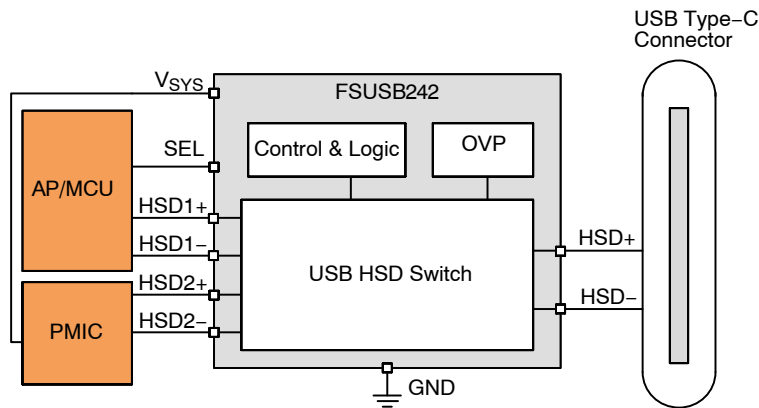 USB Type−C
Connector
VSYS
FSUSB242
SEL
Control & Logic
OVP
AP/MCU
HSD1+
HSD1−
USB HSD Switch
HSD+
HSD2+
HSD−
PMIC
HSD2−
GND